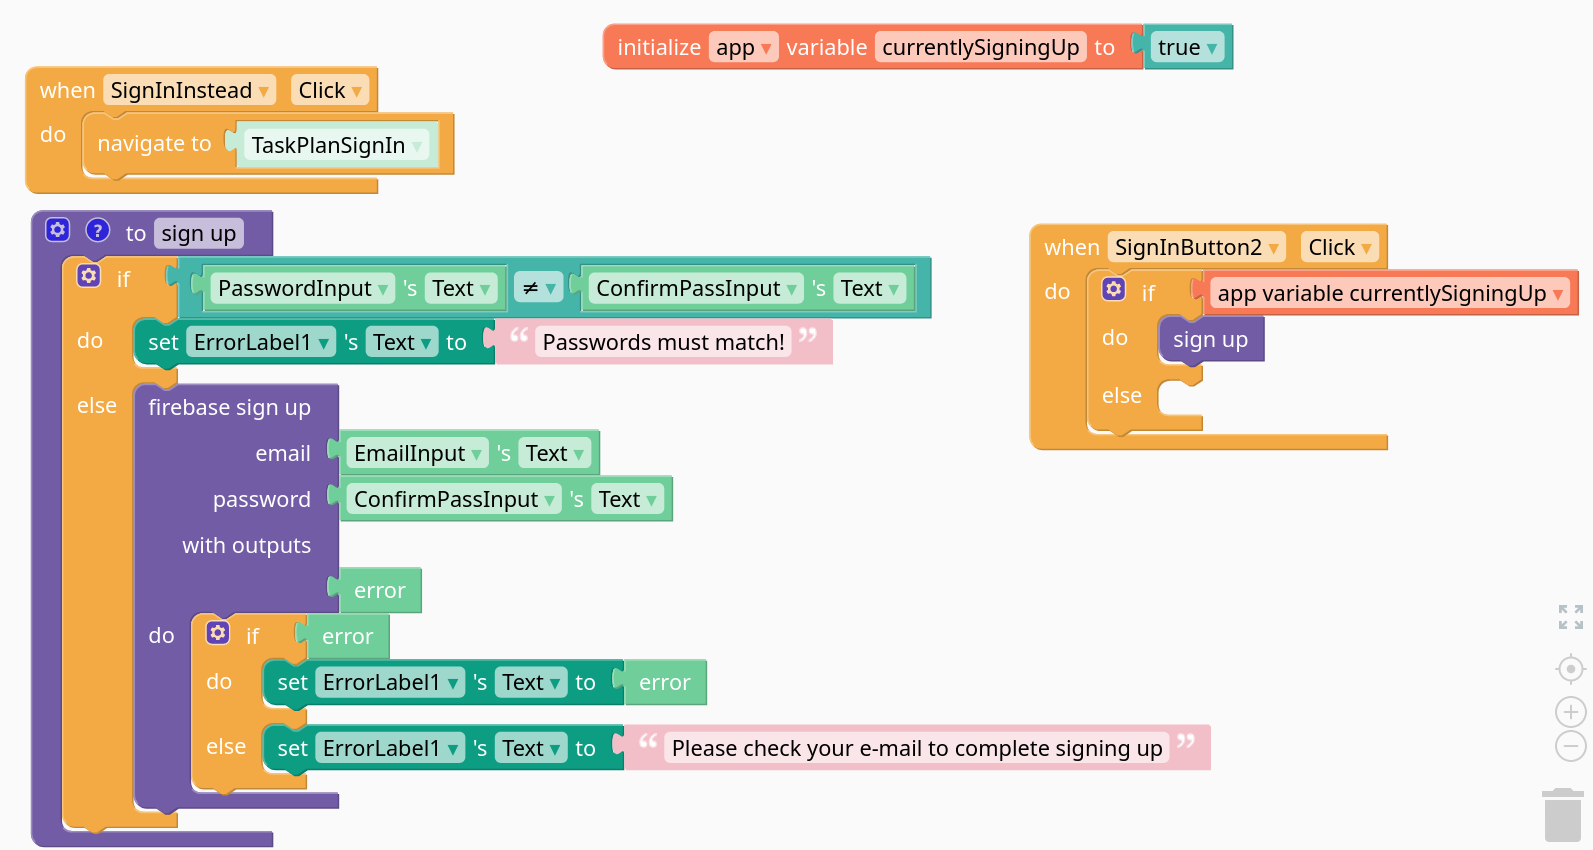 initialize app ▾ variable currentlySigningUp to true ▾
when SignInInstead ▾ Click ▾
do navigate to TaskPlanSignIn ▾
? to sign up
if PasswordInput ▾ 's Text ▾ ≠ ▾ ConfirmPassInput ▾ 's Text ▾
do set ErrorLabel1 ▾ 's Text ▾ to “ Passwords must match! ”
else firebase sign up
email EmailInput ▾ 's Text ▾
password ConfirmPassInput ▾ 's Text ▾
with outputs
error
do if error
do set ErrorLabel1 ▾ 's Text ▾ to error
else set ErrorLabel1 ▾ 's Text ▾ to “ Please check your e-mail to complete signing up ”
when SignInButton2 ▾ Click ▾
do if app variable currentlySigningUp ▾
do sign up
else